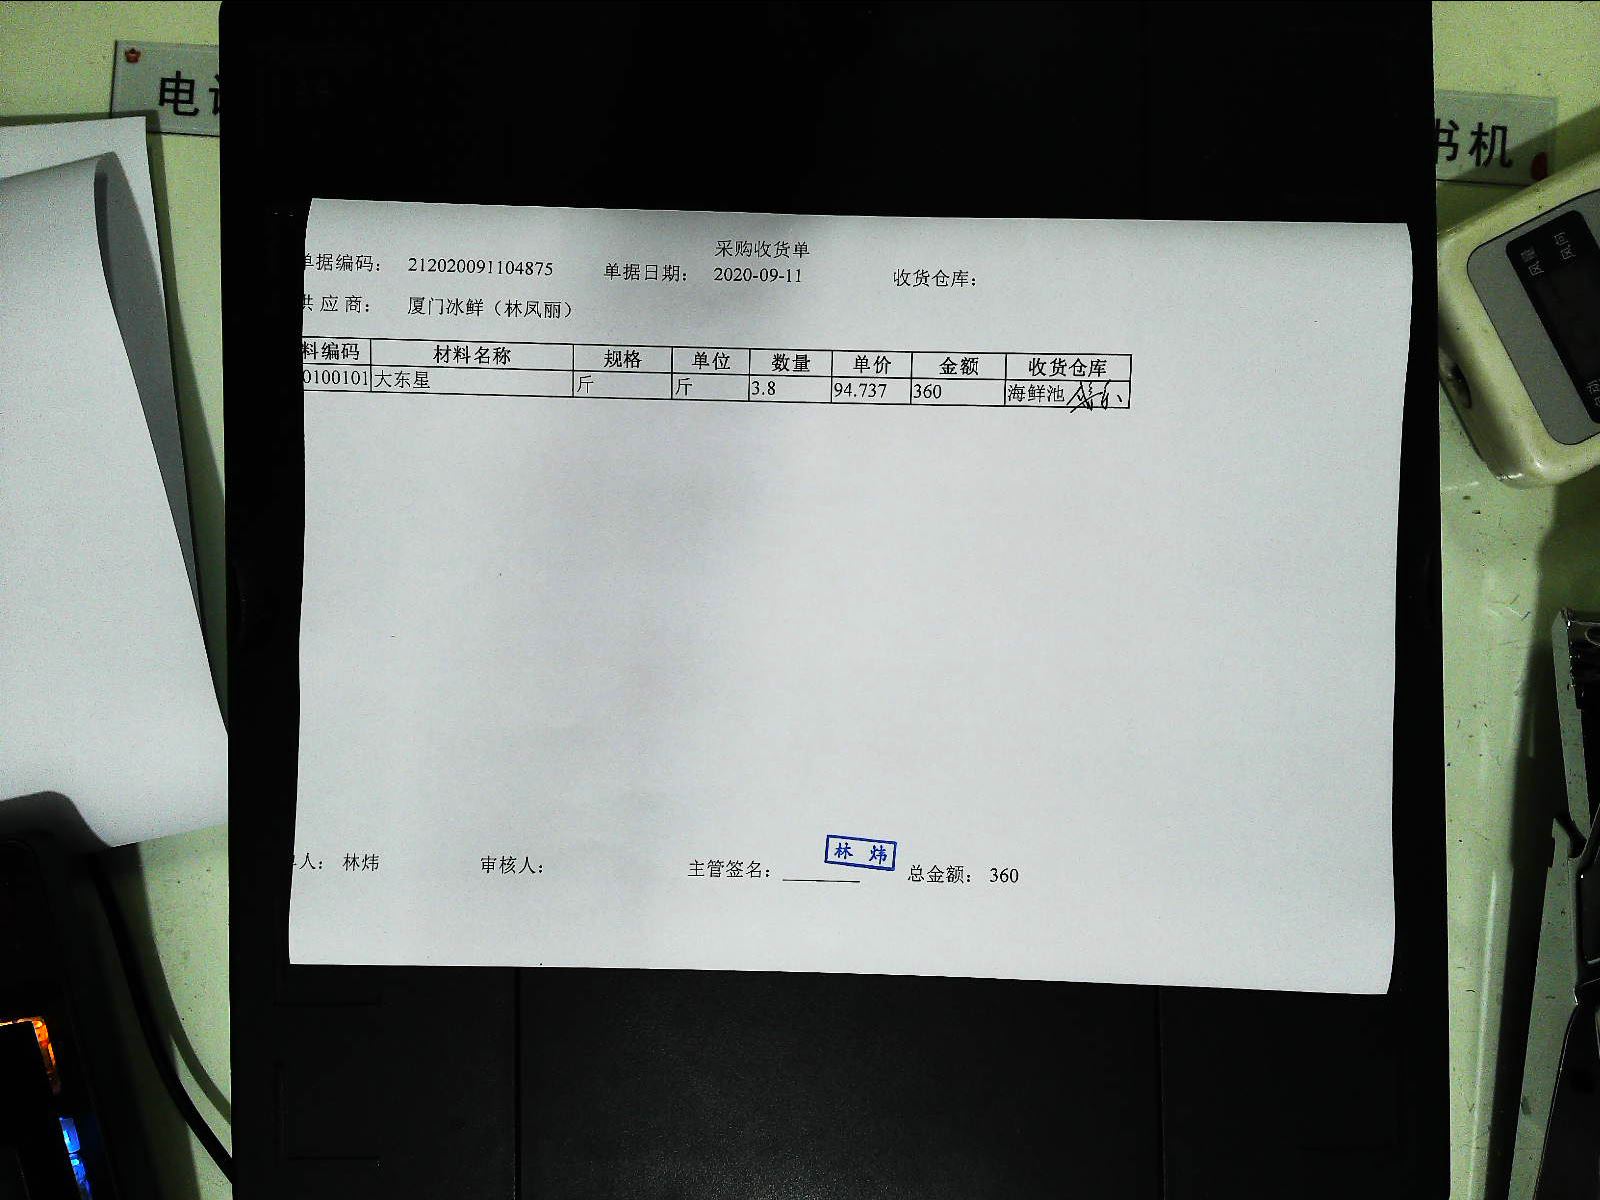 电
书机
采购收货单
单据编码： 212020091104875 单据日期： 2020-09-11 收货仓库：
供应商： 厦门冰鲜（林凤丽）
料编码 材料名称 规格 单位 数量 单价 金额 收货仓库
0100101 大东星 斤 斤 3.8 94.737 360 海鲜池
人： 林炜 审核人： 主管签名： 林炜 总金额： 360
风量
风向